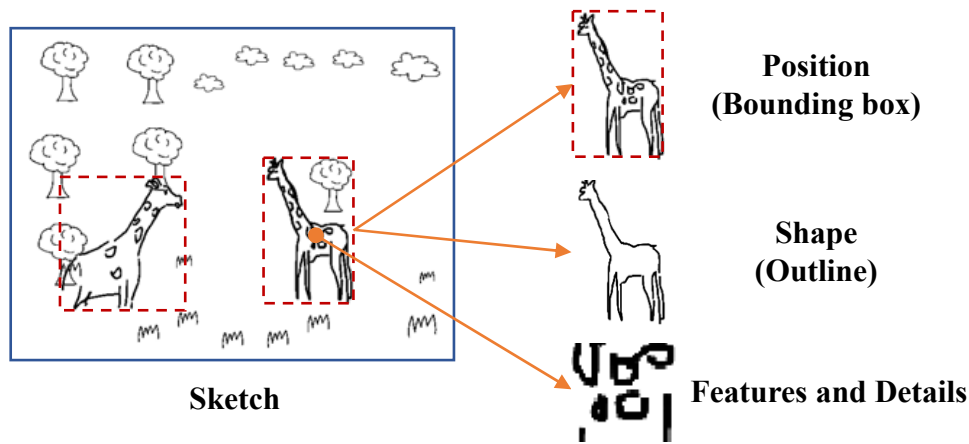 Position
(Bounding box)
Shape
(Outline)
Features and Details
Sketch